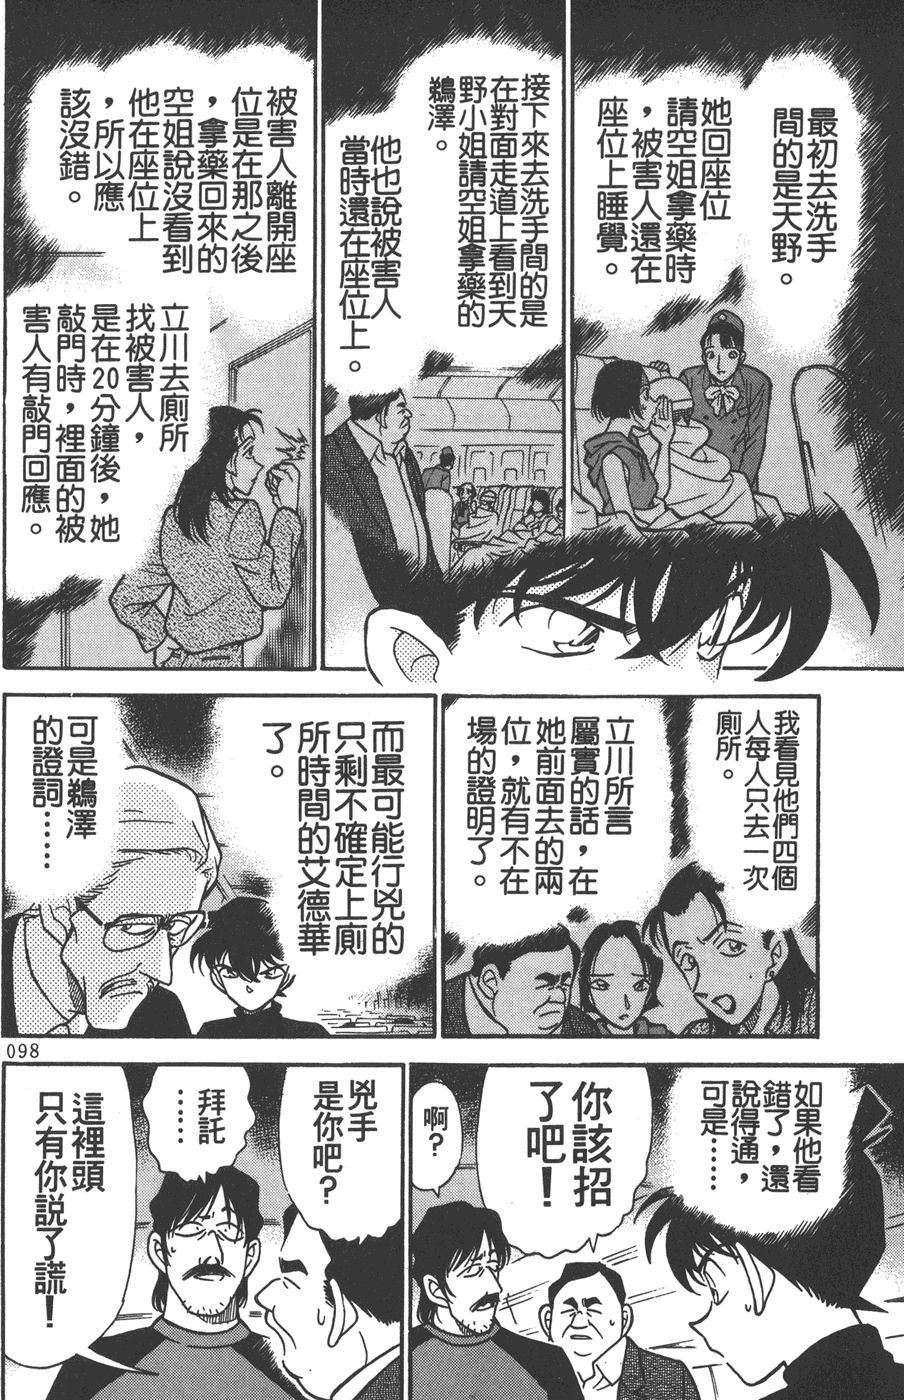 最初去洗手
間的是天野。
她回座位
請空姐拿藥時
，被害人還在
座位上睡
覺。
接下來去洗手間的是
在對面走道上看到天
野小姐請空姐拿藥的
鵜澤。
他也說被害人
當時還在座位上。
被害人離開座
位是在那之後
，拿藥回來的
空姐說沒看到
他在座位上
，所以應
該沒錯。
立川去廁所
找被害人，
是在20分鐘後，她
敲門時，裡面的被
害人有敲門回應。
我看見他們四個
人每人只去一次
廁所。
立川所言
屬實的話，在
她前面去的兩
位，就有不在
場的證明了。
而最可能行兇的
只剩不確定上廁
所時間的艾德華
了。
可是鵜澤
的證詞……
098
如果他看
錯了，還
說得通，
可是……
你該招
了吧！
啊？
兇手
是你吧？
拜託
……
這裡頭
只有你說了謊！